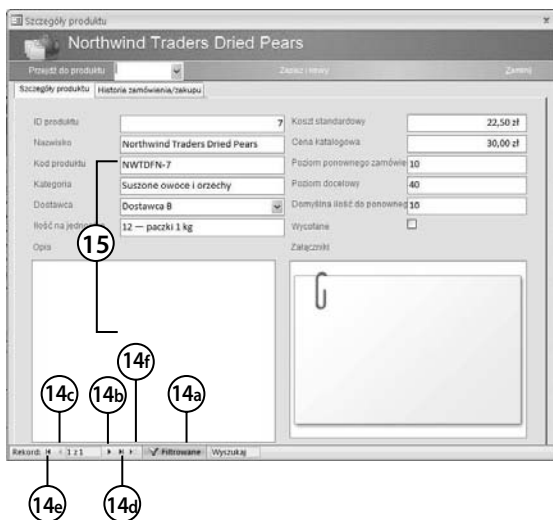 Szczegóły produktu
Northwind Traders Dried Pears
Przejdź do produktu Zapisz i nowy Zamknij
Szczegóły produktu Historia zamówienia/zakupu
ID produktu 7 Koszt standardowy 22,50 zł
Nazwisko Northwind Traders Dried Pears Cena katalogowa 30,00 zł
Kod produktu NWTDFN-7 Poziom ponownego zamówie 10
Kategoria Suszone owoce i orzechy Poziom docelowy 40
Dostawca Dostawca B Domyślna ilość do ponowneg 10
Ilość na jedn 12 — paczki 1 kg Wycofane
15
Opis Załączniki
14f
14c 14b 14a
Rekord: 1 z 1 Filtrowane Wyszukaj
14e 14d